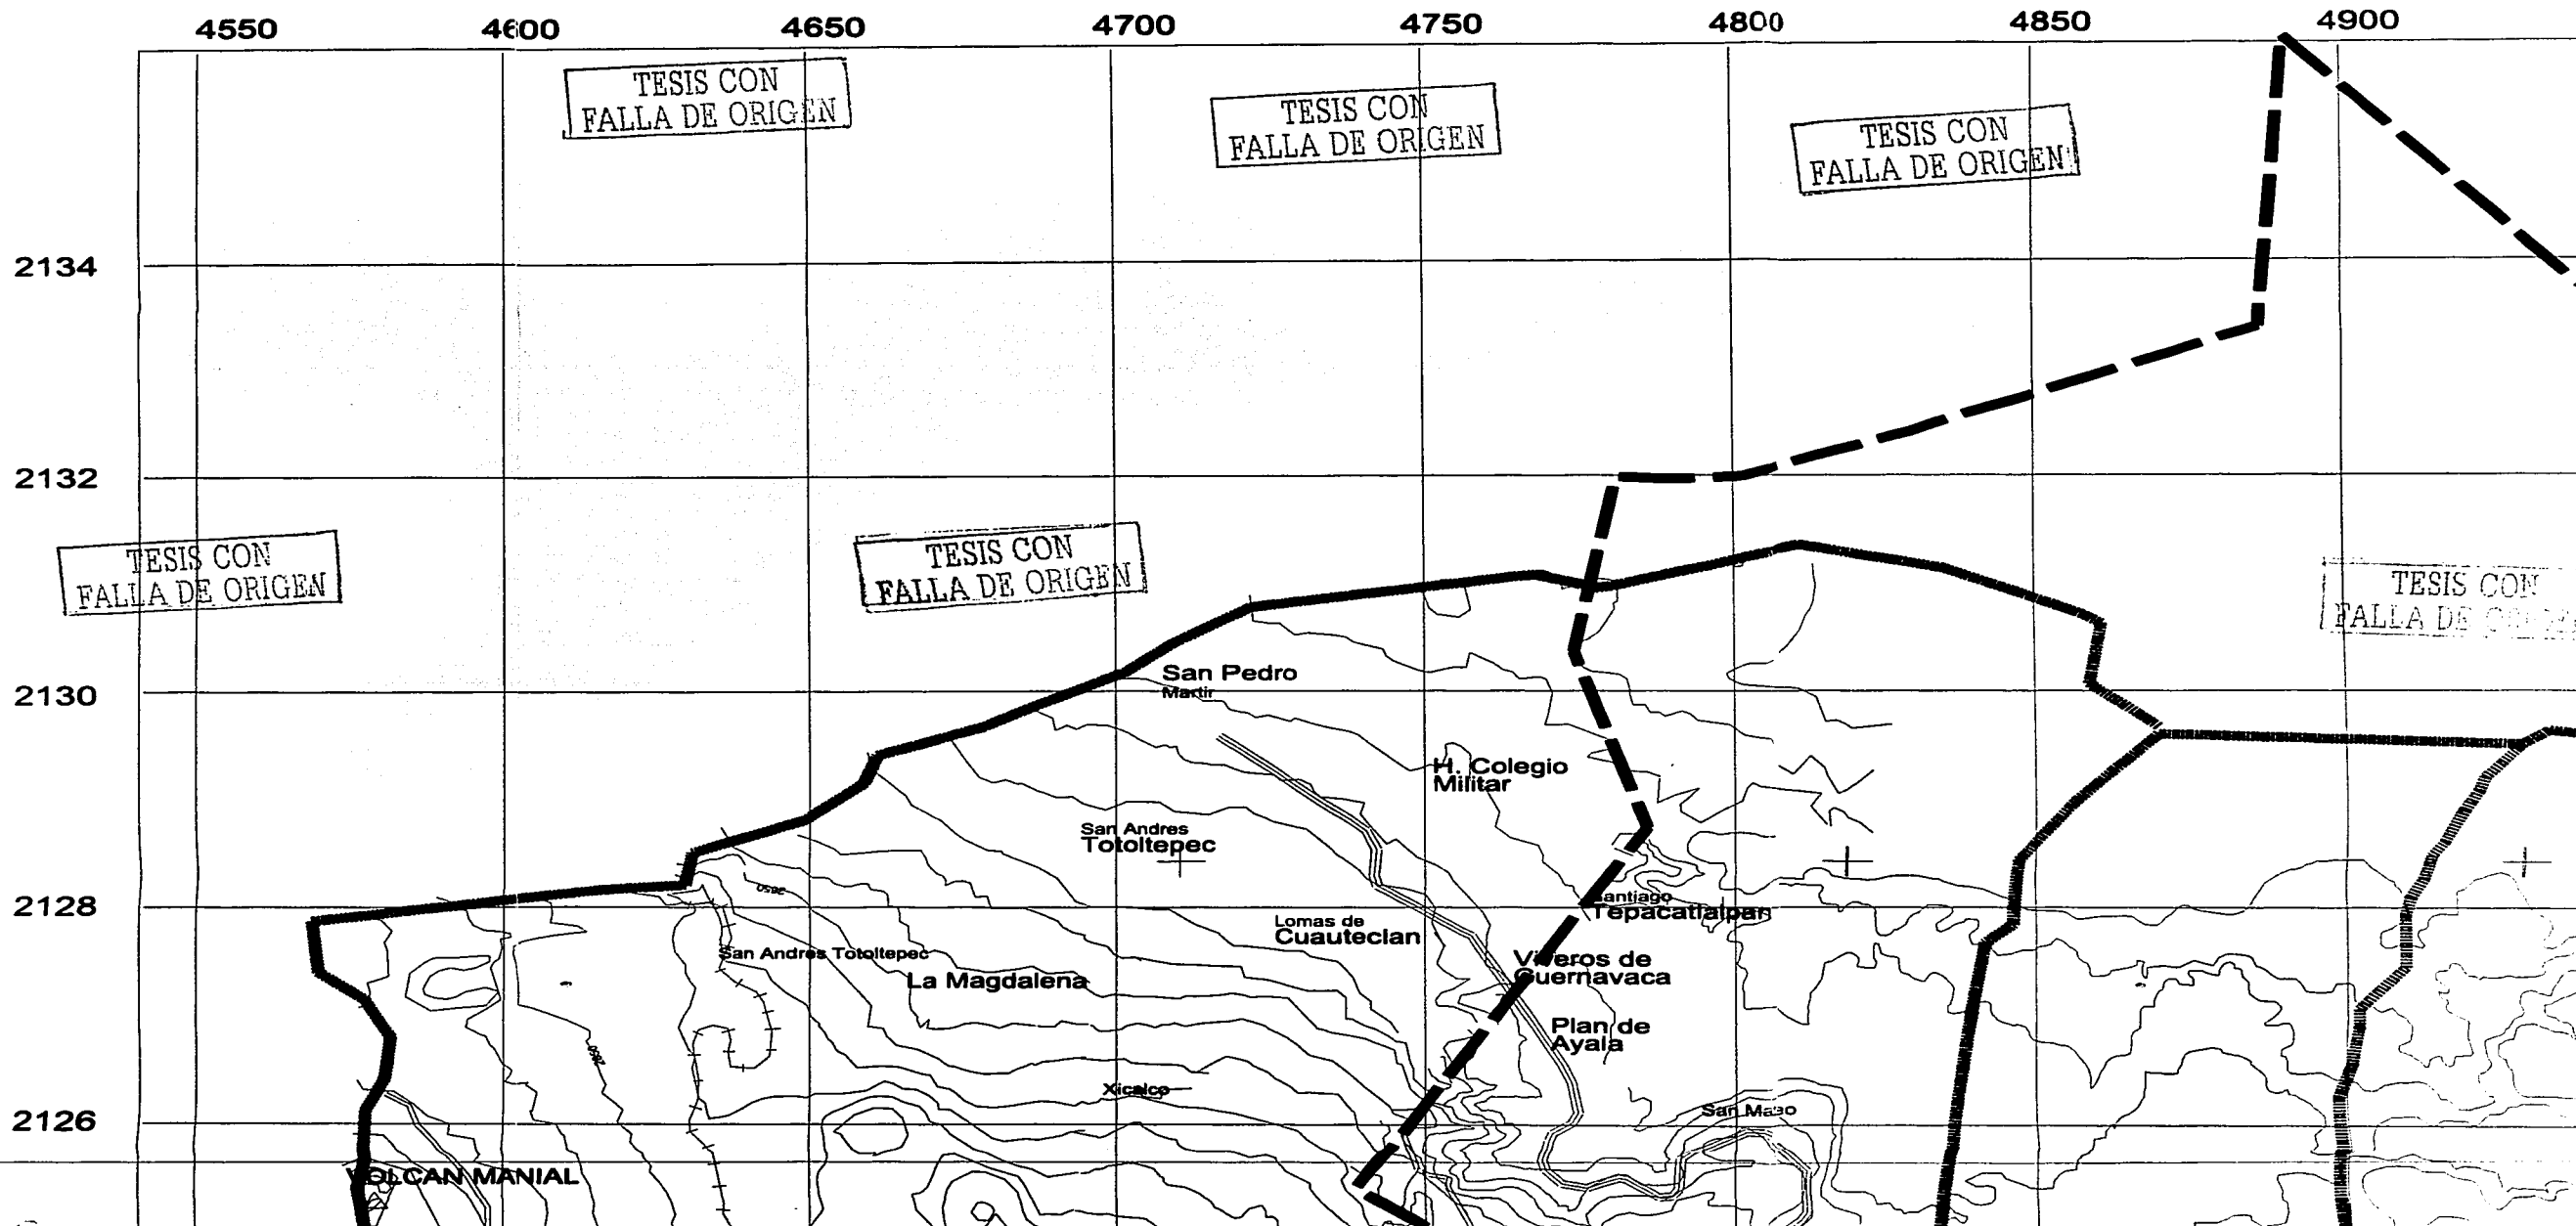 4550 4600 4650 4700 4750 4800 4850 4900
TESIS CON
FALLA DE ORIGEN
TESIS CON
FALLA DE ORIGEN
TESIS CON
FALLA DE ORIGEN
2134
2132
TESIS CON
FALLA DE ORIGEN
TESIS CON
FALLA DE ORIGEN
TESIS CON
FALLA DE
2130
San Pedro
Martir
H. Colegio
Militar
San Andres
Totoltepec
2128
Santiago
Tepacatlalpan
Lomas de
Cuauteclan
San Andres Totoltepec
La Magdalena
Viveros de
Cuernavaca
Plan de
Ayala
Xicalco
2126
VOLCAN MANIAL